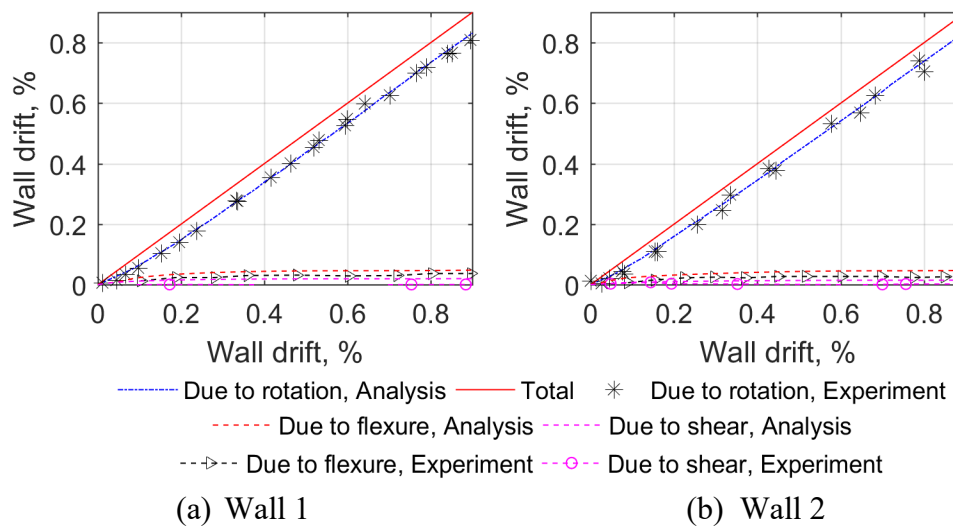 0.8
0.6
0.4
0.2
0
Wall drift, %
0 0.2 0.4 0.6 0.8
Wall drift, %
0.8
0.6
0.4
0.2
0
Wall drift, %
0 0.2 0.4 0.6 0.8
Wall drift, %
Due to rotation, Analysis Total Due to rotation, Experiment
Due to flexure, Analysis Due to shear, Analysis
Due to flexure, Experiment Due to shear, Experiment
(a) Wall 1 (b) Wall 2